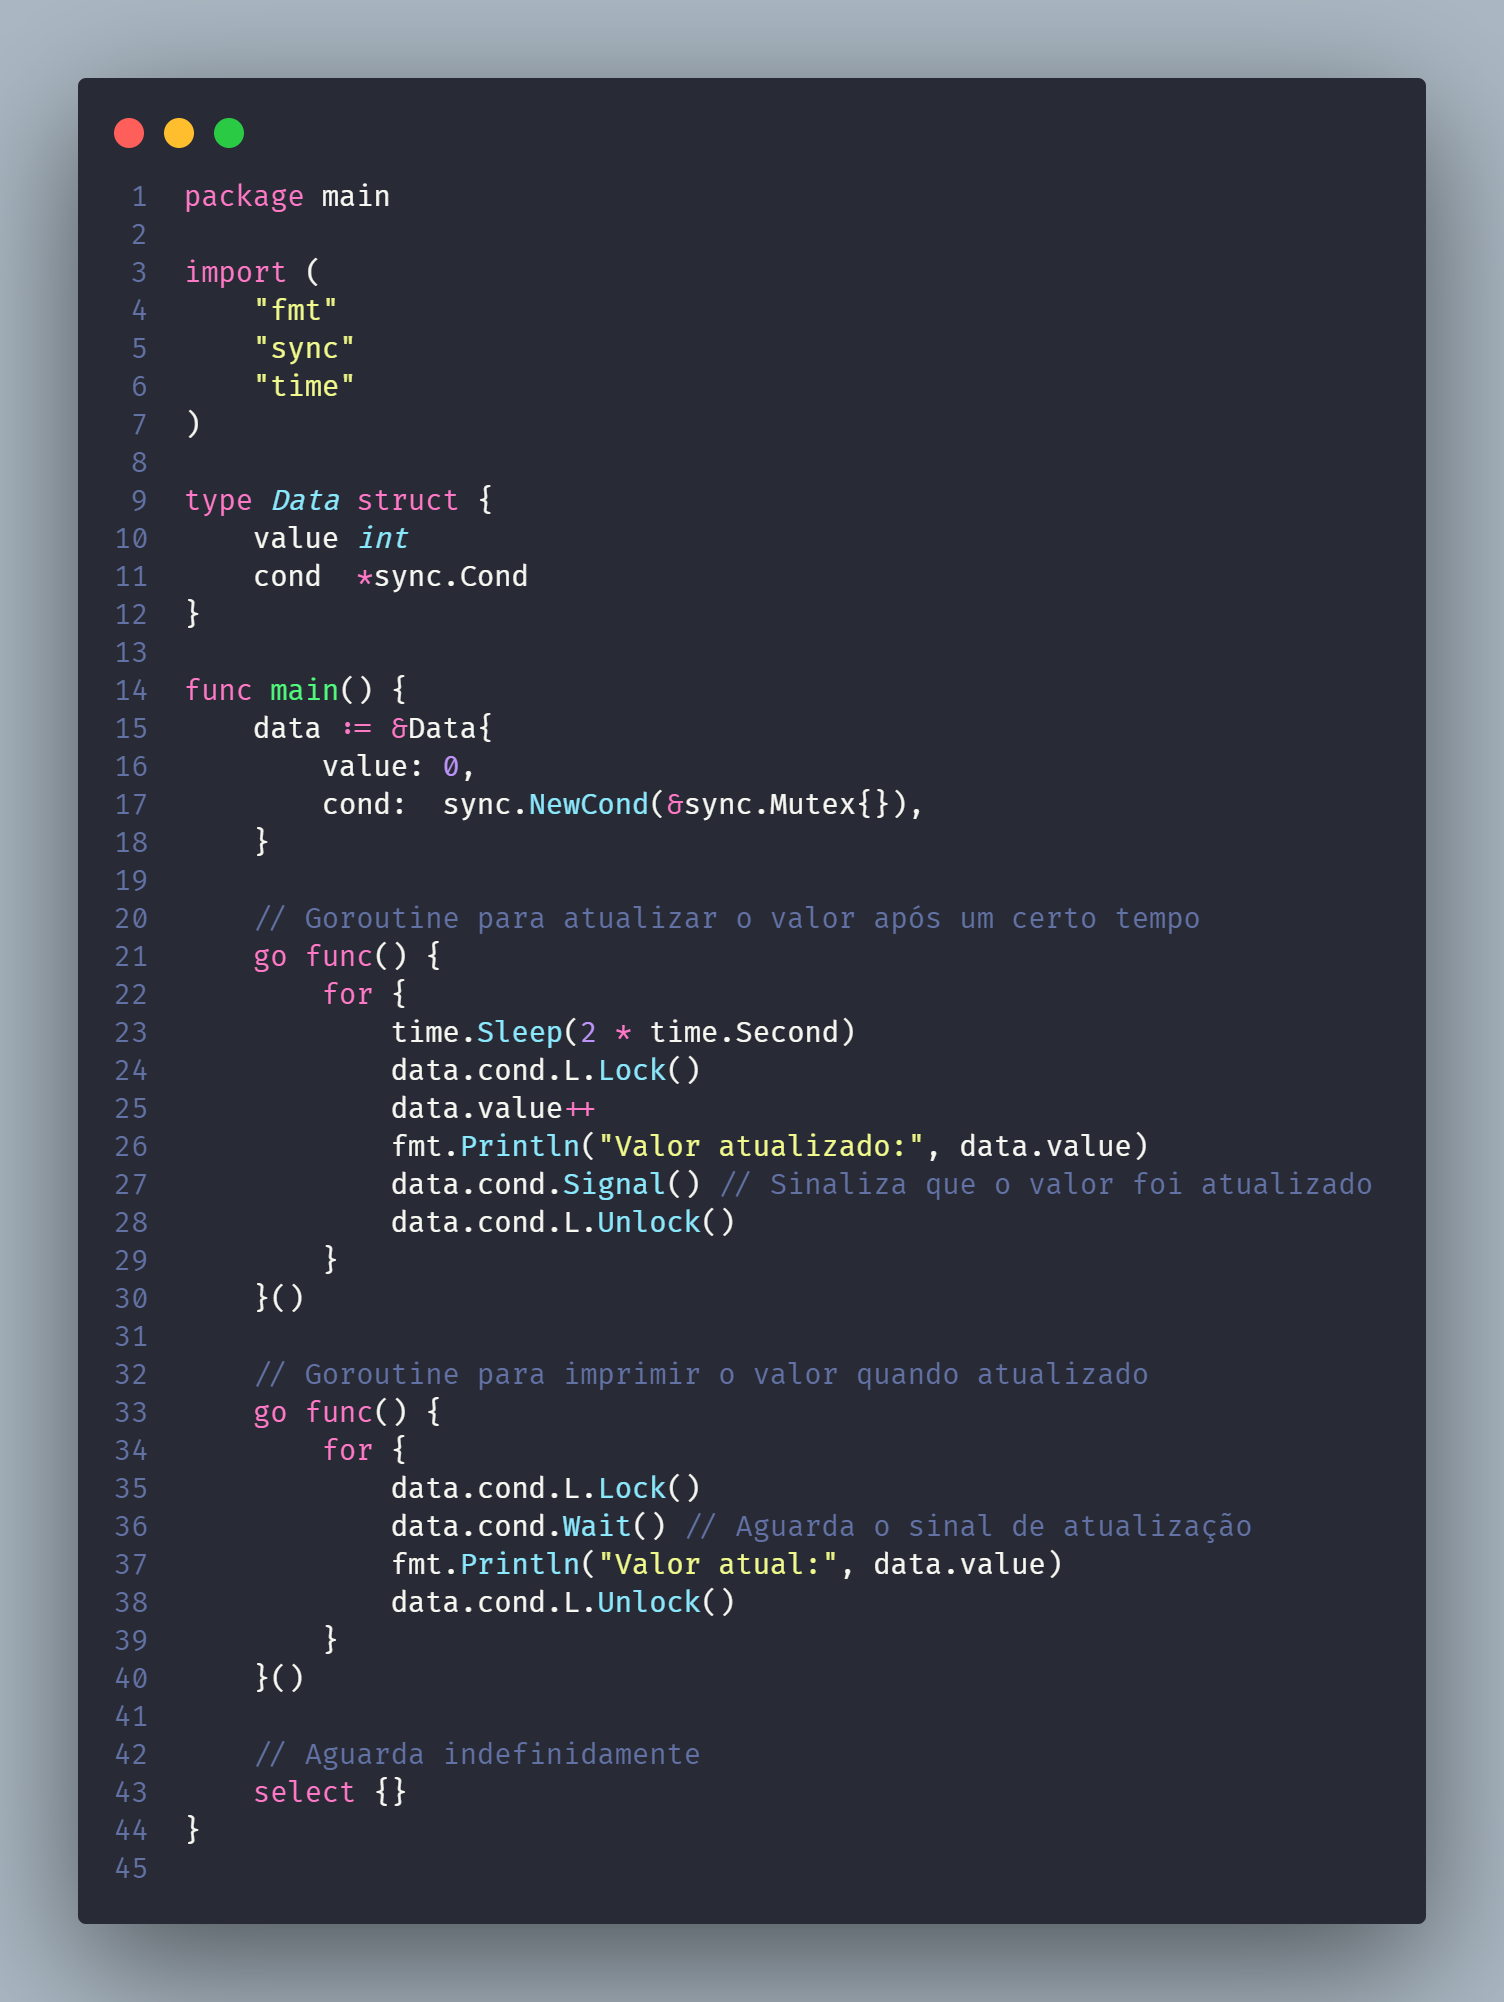 1 package main
2
3 import (
4     "fmt"
5     "sync"
6     "time"
7 )
8
9 type Data struct {
10     value int
11     cond  *sync.Cond
12 }
13
14 func main() {
15     data := &Data{
16         value: 0,
17         cond:  sync.NewCond(&sync.Mutex{}),
18     }
19
20     // Goroutine para atualizar o valor após um certo tempo
21     go func() {
22         for {
23             time.Sleep(2 * time.Second)
24             data.cond.L.Lock()
25             data.value++
26             fmt.Println("Valor atualizado:", data.value)
27             data.cond.Signal() // Sinaliza que o valor foi atualizado
28             data.cond.L.Unlock()
29         }
30     }()
31
32     // Goroutine para imprimir o valor quando atualizado
33     go func() {
34         for {
35             data.cond.L.Lock()
36             data.cond.Wait() // Aguarda o sinal de atualização
37             fmt.Println("Valor atual:", data.value)
38             data.cond.L.Unlock()
39         }
40     }()
41
42     // Aguarda indefinidamente
43     select {}
44 }
45